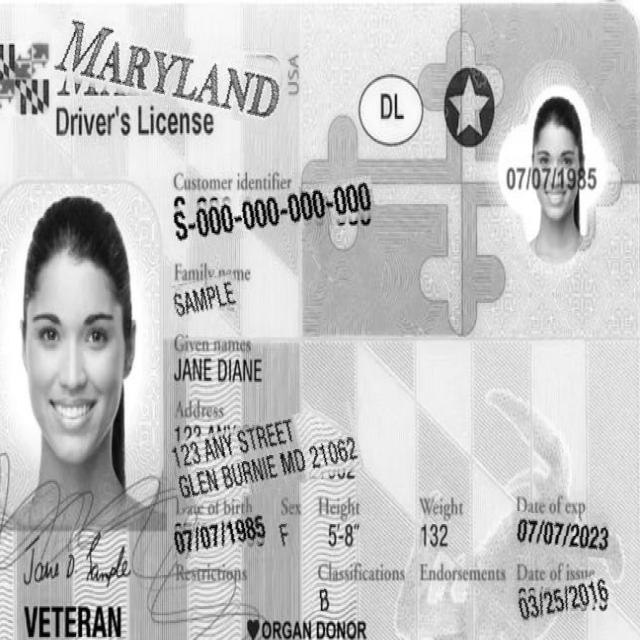 MARYLAND
USA
Driver's License
DL
07/07/1985
Customer identifier
S-000-000-000-000
Family name
SAMPLE
Given names
JANE DIANE
Address
123 ANY STREET
GLEN BURNIE MD 21062
Date of birth Sex Height Weight Date of exp
07/07/1985 F 5'-8" 132 07/07/2023
Restrictions Classifications Endorsements Date of issue
B 03/25/2016
Jane D Sample
VETERAN
ORGAN DONOR